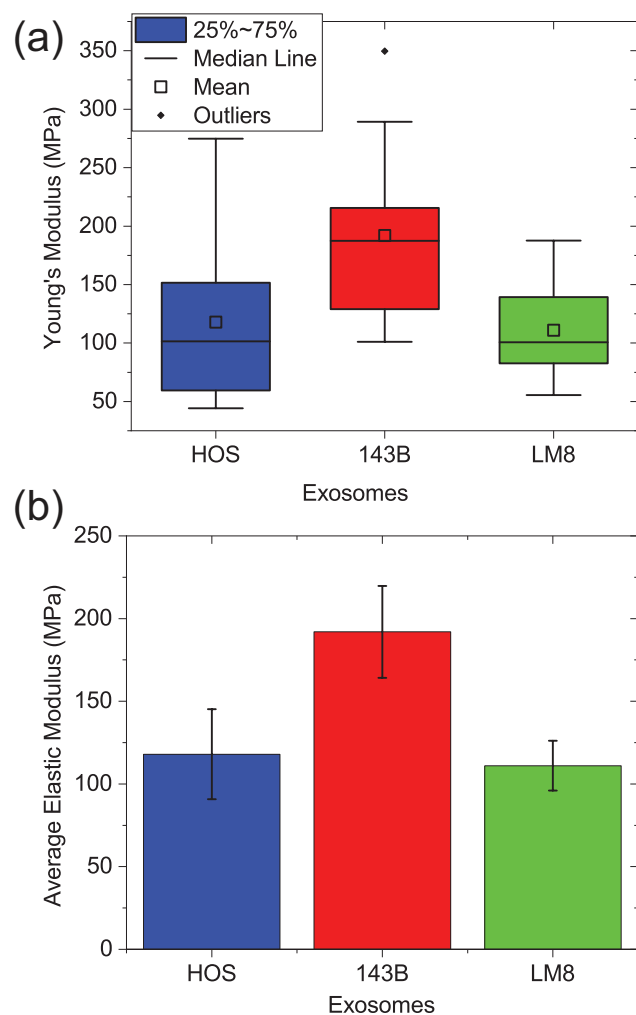 (a)
25%~75%
Median Line
Mean
Outliers
Young's Modulus (MPa)
350
300
250
200
150
100
50
HOS 143B LM8
Exosomes
(b)
Average Elastic Modulus (MPa)
250
200
150
100
50
0
HOS 143B LM8
Exosomes